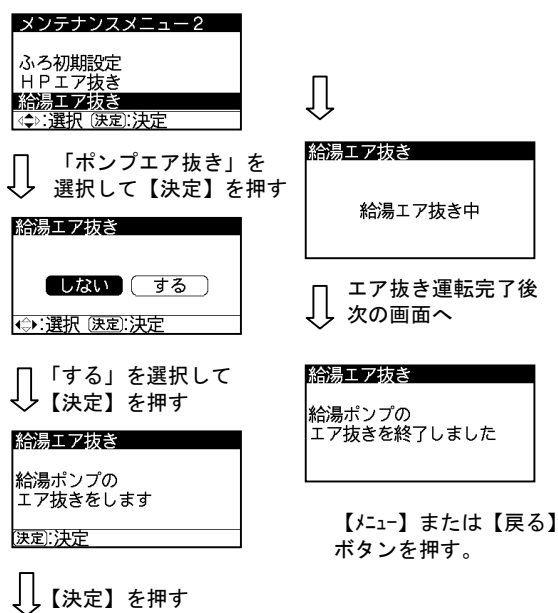 メンテナンスメニュー2
ふろ初期設定
HPエア抜き
給湯エア抜き
:選択 決定:決定
「ポンプエア抜き」を
選択して【決定】を押す
給湯エア抜き
しない する
:選択 決定:決定
「する」を選択して
【決定】を押す
給湯エア抜き
給湯ポンプの
エア抜きをします
決定:決定
【決定】を押す
給湯エア抜き
給湯エア抜き中
エア抜き運転完了後
次の画面へ
給湯エア抜き
給湯ポンプの
エア抜きを終了しました
【メニュー】または【戻る】
ボタンを押す。